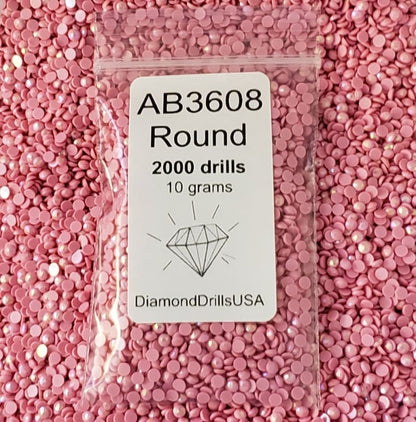 AB3608
Round
2000 drills
10 grams
DiamondDrillsUSA